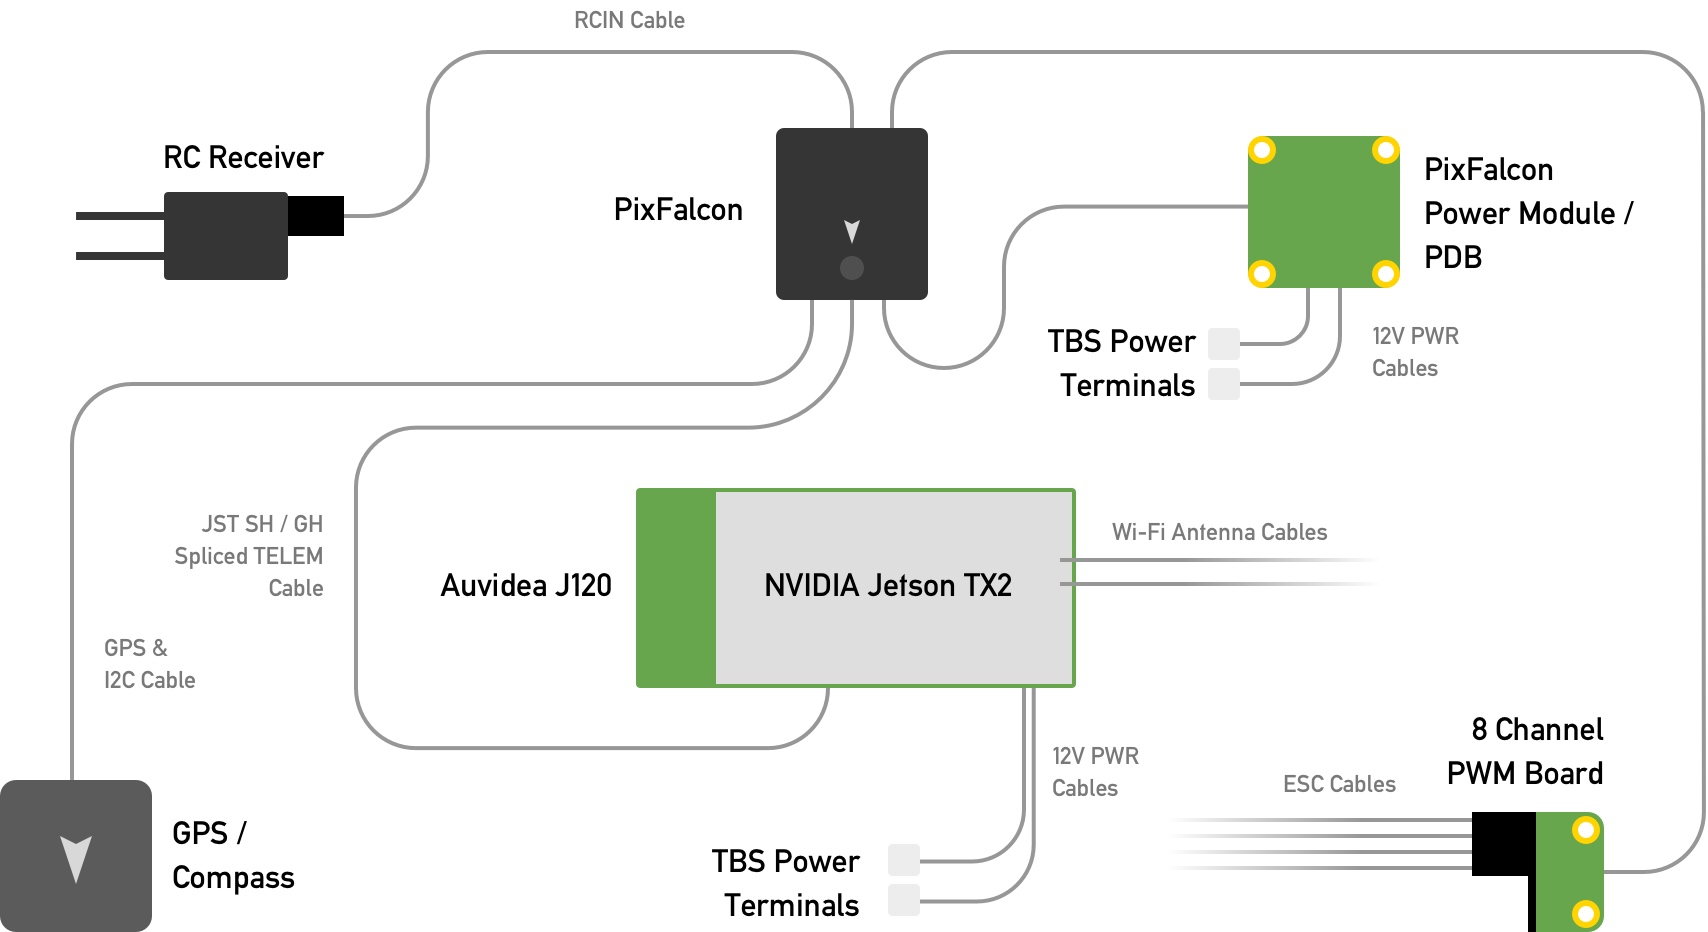 RCIN Cable
RC Receiver
PixFalcon
PixFalcon
Power Module /
PDB
TBS Power
Terminals
12V PWR
Cables
JST SH / GH
Spliced TELEM
Cable
Auvidea J120
NVIDIA Jetson TX2
Wi-Fi Antenna Cables
GPS &
I2C Cable
12V PWR
Cables
8 Channel
PWM Board
ESC Cables
GPS /
Compass
TBS Power
Terminals